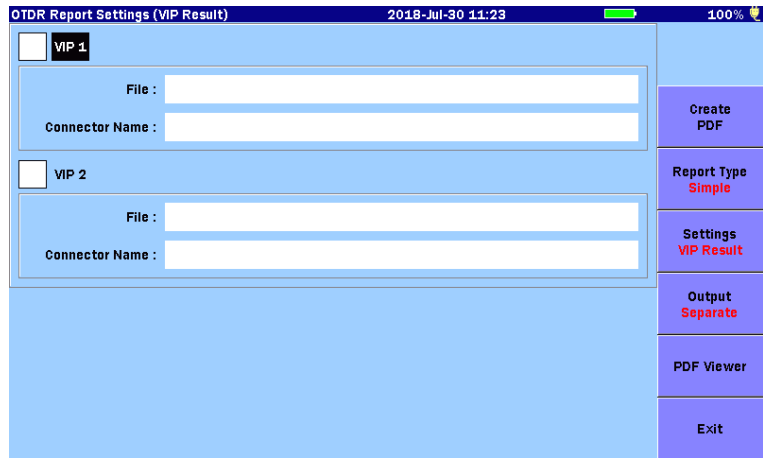 OTDR Report Settings (VIP Result) 2018-Jul-30 11:23 100%
VIP 1
File :
Connector Name :
VIP 2
File :
Connector Name :
Create
PDF
Report Type
Simple
Settings
VIP Result
Output
Separate
PDF Viewer
Exit